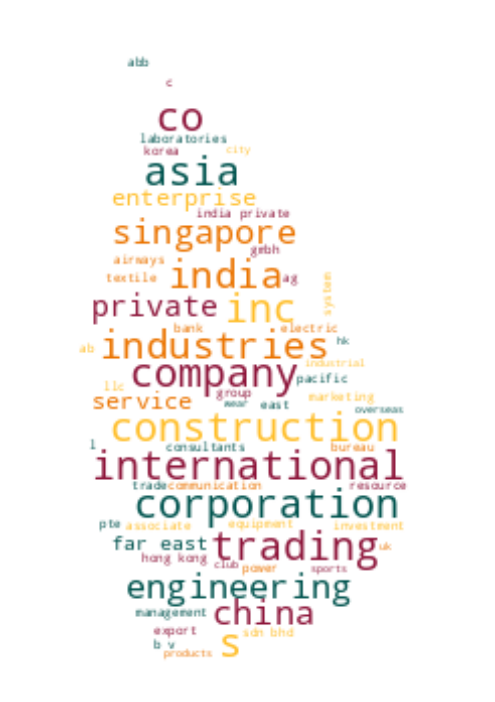 abb
c
co
laboratories
korea city
asia
enterprise
india private
singapore
gmbh
airways
textile india ag
system
private inc
bank electric
ab industries hk
industrial
company pacific
llc group marketing
service wear east
overseas
construction
l consultants bureau
international
trade communication resource
corporation
pte associate equipment investment
far east trading uk
hong kong club power sports
engineering
management china
export sdn bhd
b v s
products